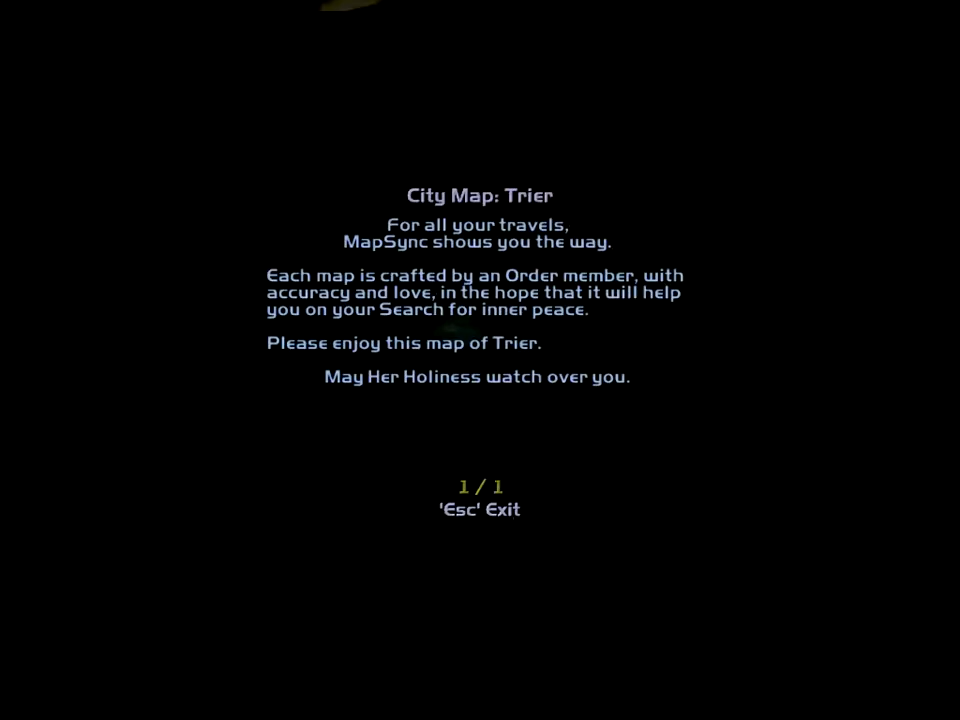 City Map: Trier
For all your travels,
MapSync shows you the way.
Each map is crafted by an Order member, with
accuracy and love, in the hope that it will help
you on your Search for inner peace.
Please enjoy this map of Trier.
May Her Holiness watch over you.
1 / 1
'Esc' Exit